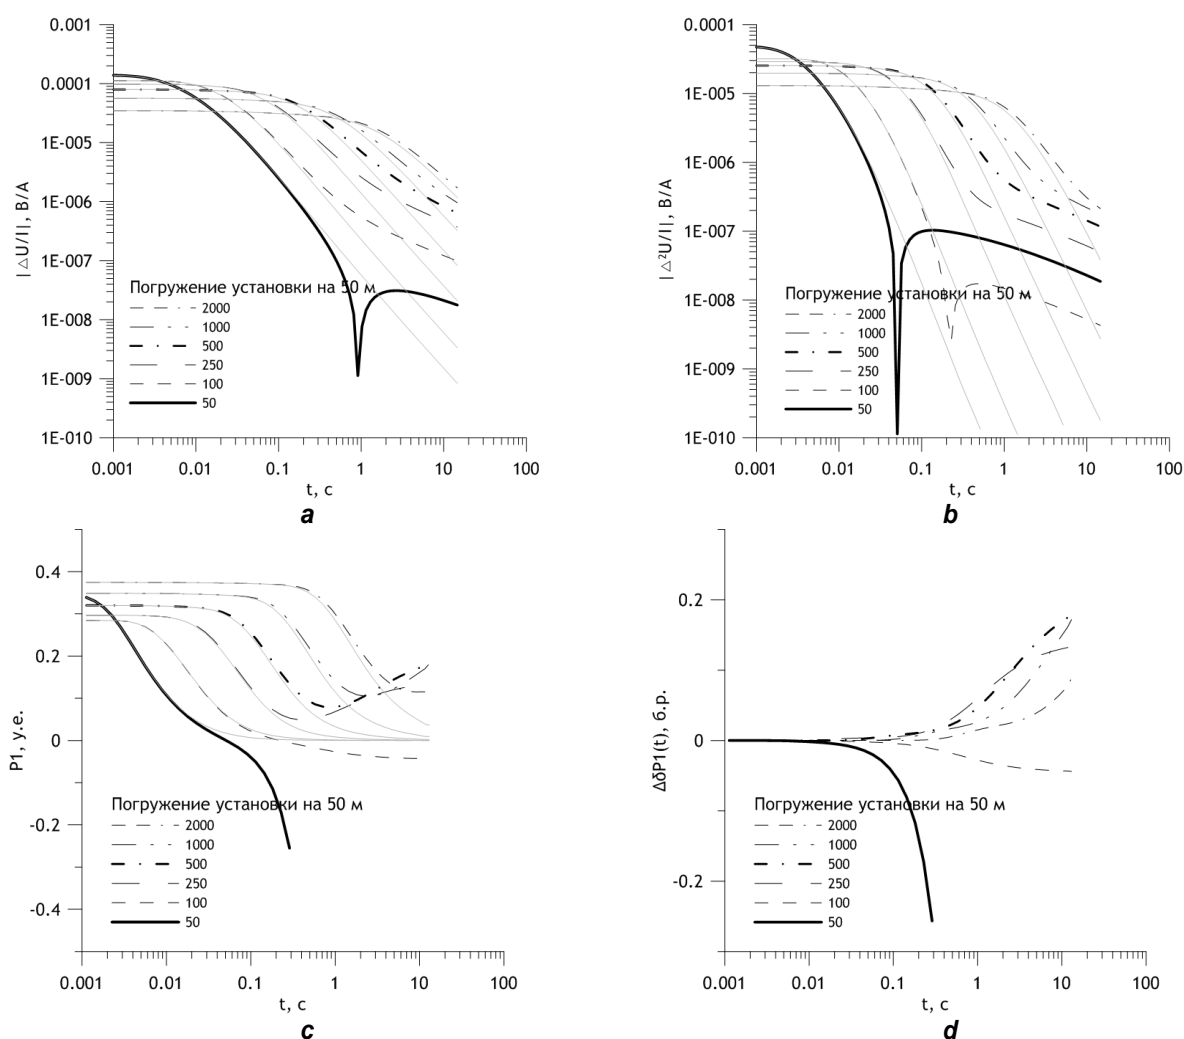 0.001
0.0001
1E-005
1E-006
1E-007
1E-008
1E-009
1E-010
|△U/I|, В/А
Погружение установки на 50 м
2000
1000
500
250
100
50
0.001 0.01 0.1 1 10 100
t, с
a
0.0001
1E-005
1E-006
1E-007
1E-008
1E-009
1E-010
|△²U/I|, В/А
Погружение установки на 50 м
2000
1000
500
250
100
50
0.001 0.01 0.1 1 10 100
t, с
b
0.4
0.2
0
-0.2
-0.4
P1, у.е.
Погружение установки на 50 м
2000
1000
500
250
100
50
0.001 0.01 0.1 1 10 100
t, с
c
0.2
0
-0.2
ΔδP1(t), б.р.
Погружение установки на 50 м
2000
1000
500
250
100
50
0.001 0.01 0.1 1 10 100
t, с
d